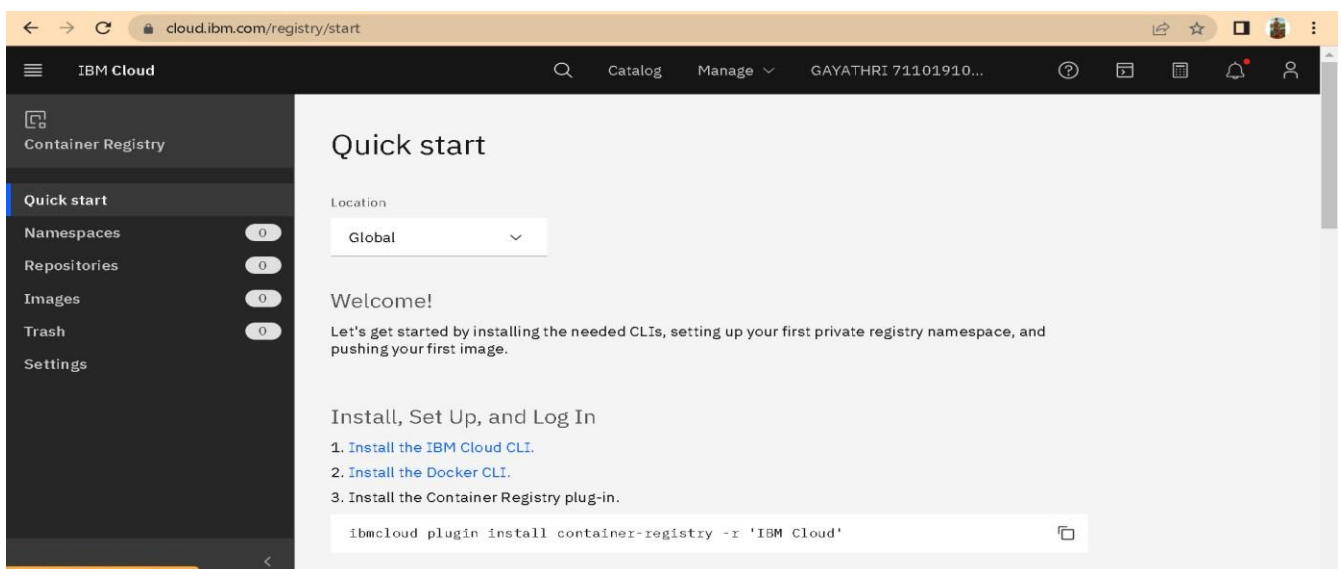 cloud.ibm.com/registry/start
IBM Cloud
Catalog
Manage
GAYATHRI 71101910...
Container Registry
Quick start
Namespaces 0
Repositories 0
Images 0
Trash 0
Settings
Quick start
Location
Global
Welcome!
Let's get started by installing the needed CLIs, setting up your first private registry namespace, and
pushing your first image.
Install, Set Up, and Log In
1. Install the IBM Cloud CLI.
2. Install the Docker CLI.
3. Install the Container Registry plug-in.
ibmcloud plugin install container-registry -r 'IBM Cloud'